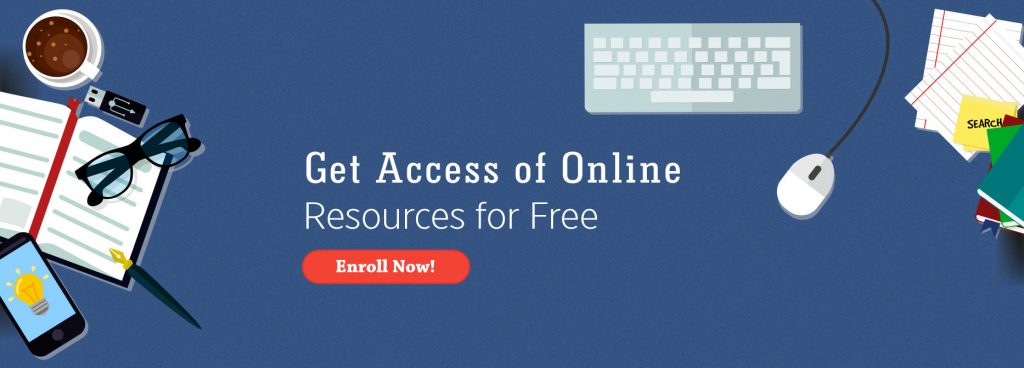 Get Access of Online
Resources for Free
Enroll Now!
SEARCH